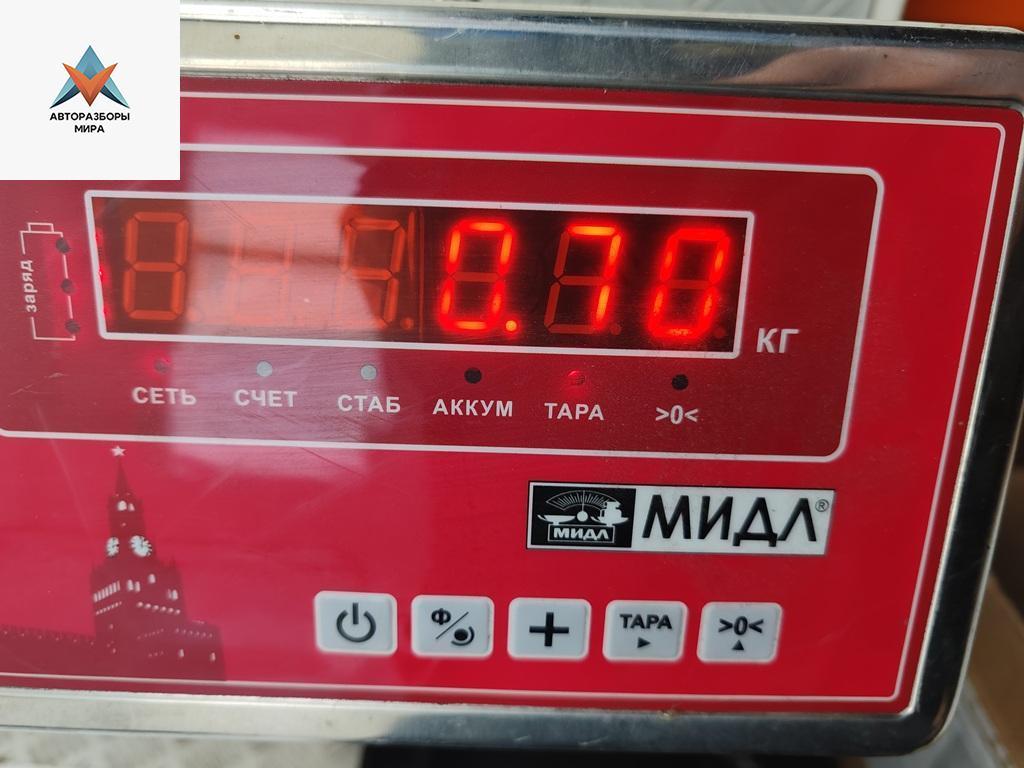 АВТОРАЗБОРЫ
МИРА
0.70
КГ
заряд
СЕТЬ СЧЕТ СТАБ АККУМ ТАРА >0<
МИДЛ МИДЛ®
Ф ТАРА >0<